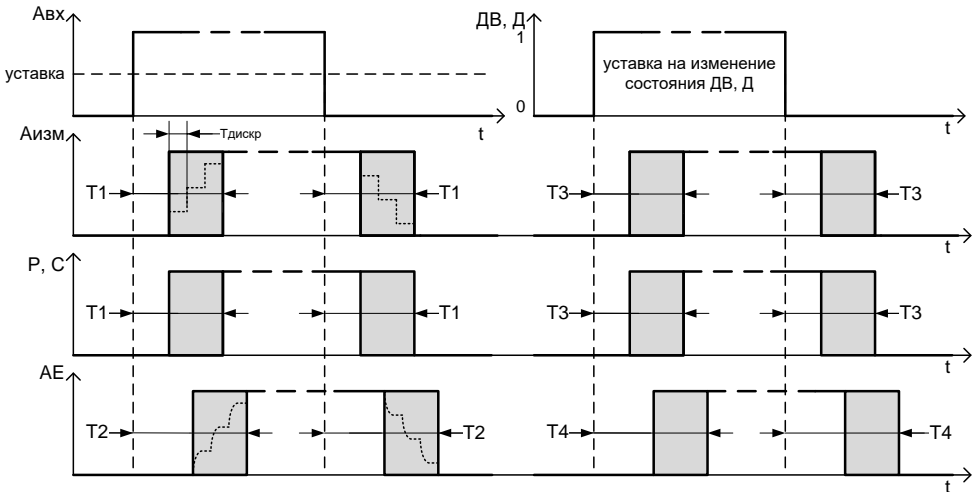 Авх
уставка
t
ДВ, Д
1
уставка на изменение
состояния ДВ, Д
0
t
Аизм
Тдискр
Т1
Т1
Т3
Т3
t
Р, С
Т1
Т1
Т3
Т3
t
АЕ
Т2
Т2
Т4
Т4
t